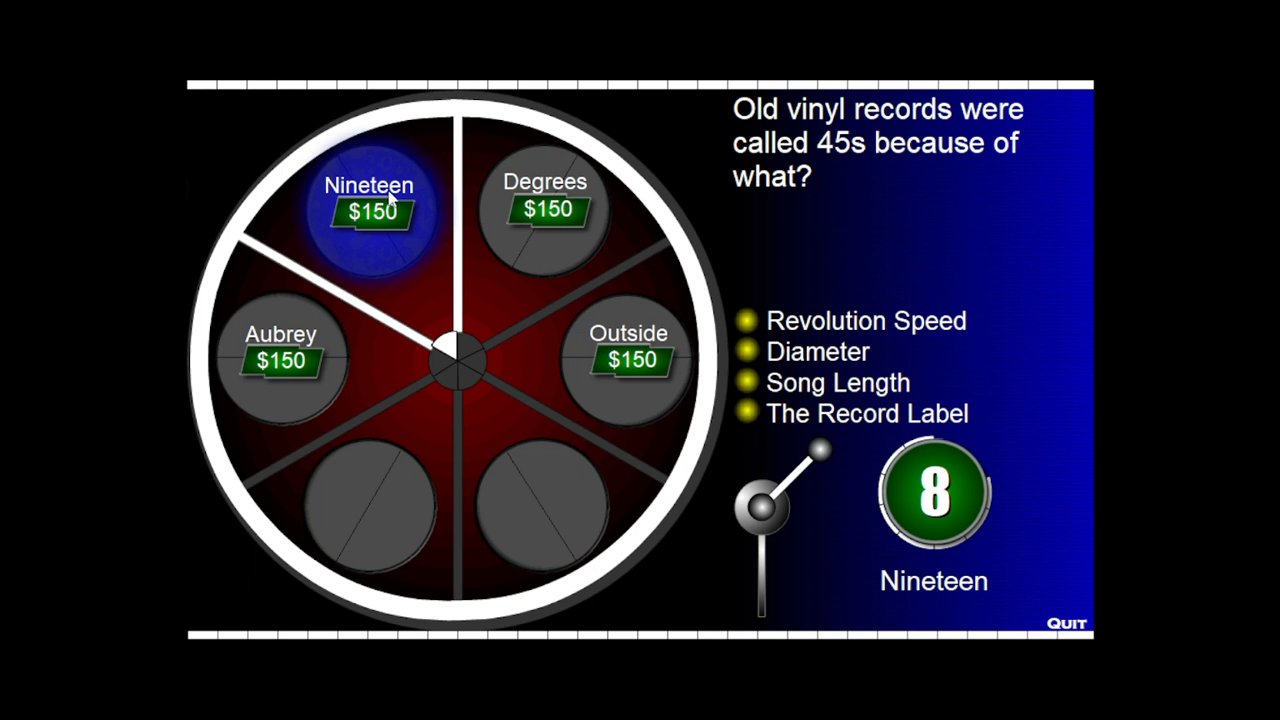 Old vinyl records were
called 45s because of
what?
Nineteen
$150
Degrees
$150
Aubrey
$150
Outside
$150
Revolution Speed
Diameter
Song Length
The Record Label
8
Nineteen
QUIT